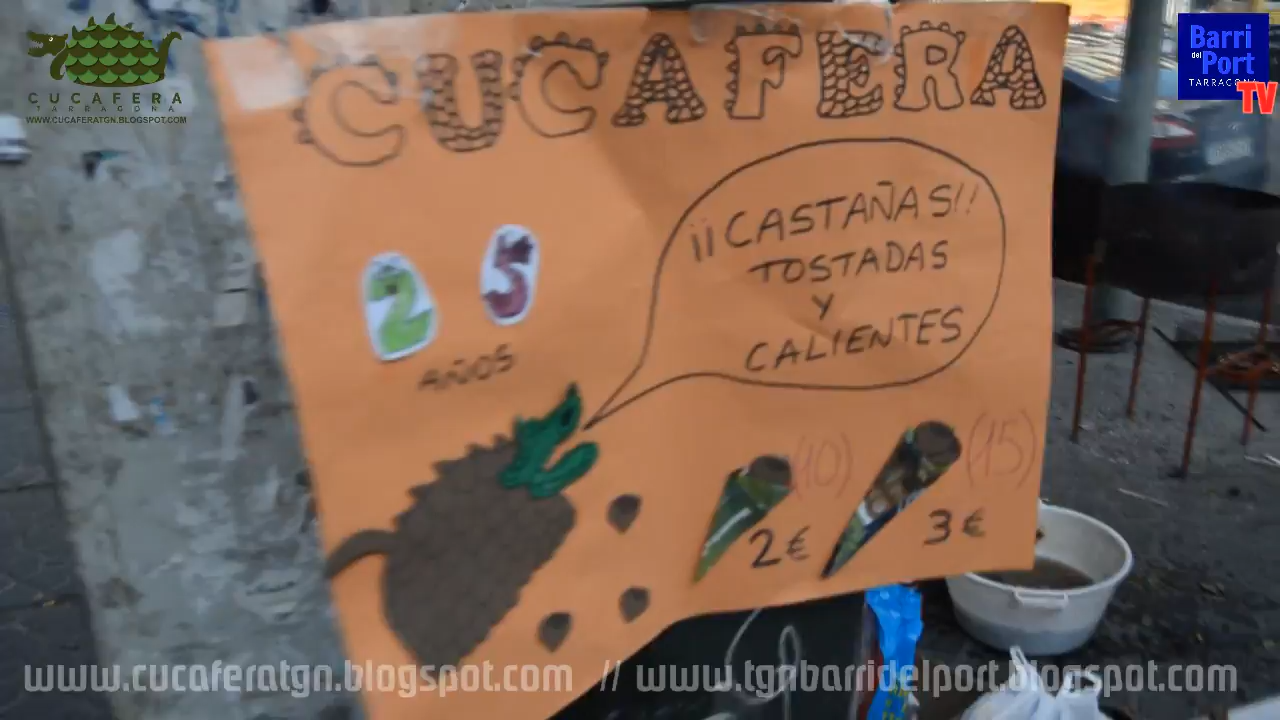 CUCAFERA
TARRAGONA
WWW.CUCAFERATGN.BLOGSPOT.COM
Barri
del
Port
TARRAGONA
TV
CUCAFERA
¡¡CASTAÑAS!!
TOSTADAS
Y
CALIENTES
25
AÑOS
(10)
(15)
2€
3€
www.cucaferatgn.blogspot.com // www.tgnbarridelport.blogspot.com